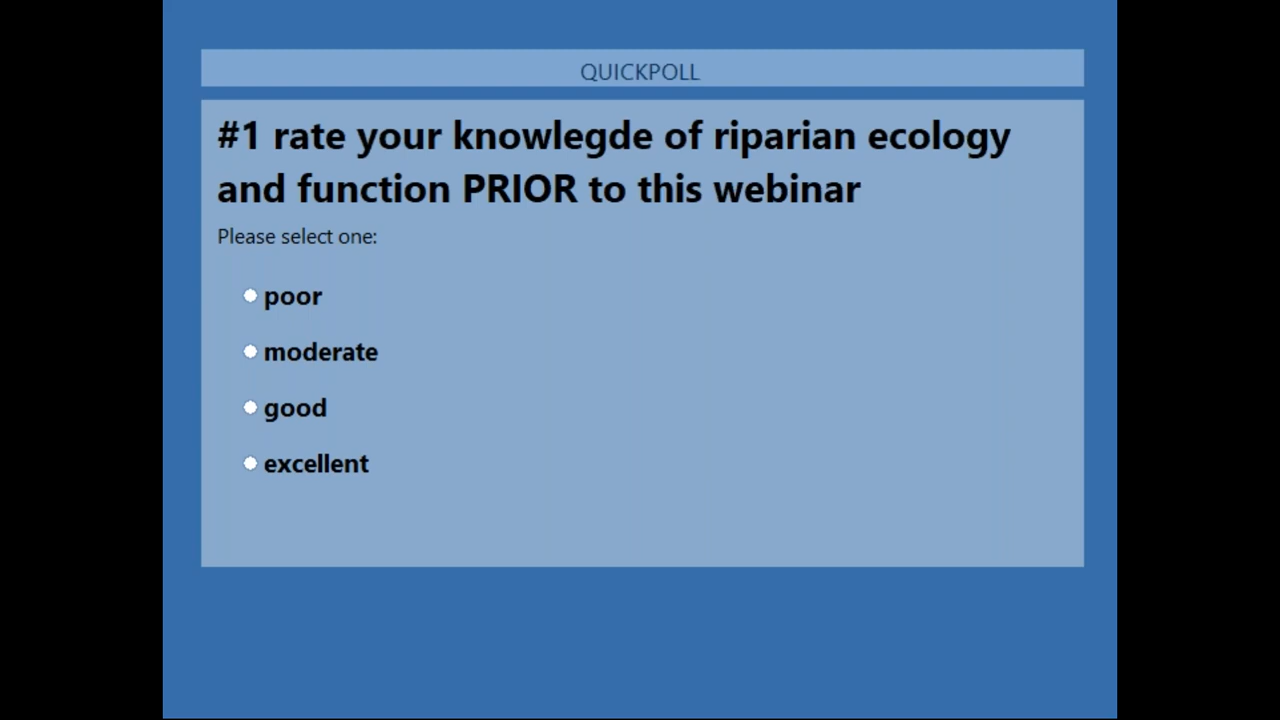 QUICKPOLL
#1 rate your knowlegde of riparian ecology
and function PRIOR to this webinar
Please select one:
poor
moderate
good
excellent